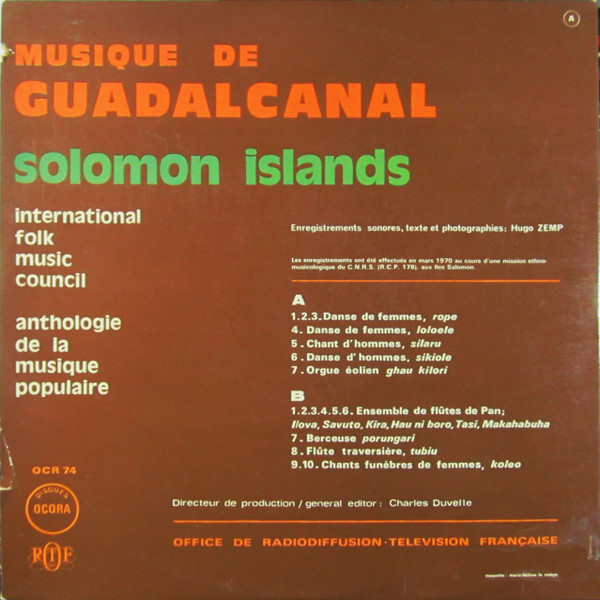 A
MUSIQUE DE
GUADALCANAL
solomon islands
international
folk
music
council
anthologie
de la
musique
populaire
Enregistrements sonores, texte et photographies: Hugo ZEMP
Les enregistrements ont été effectués en mars 1970 au cours d'une mission ethno-
musicologique du C.N.R.S. (R.C.P. 178), aux Iles Salomon.
A
1.2.3.Danse de femmes, rope
4. Danse de femmes, loloele
5. Chant d'hommes, silaru
6. Danse d'hommes, sikiole
7. Orgue éolien ghau kilori
B
1.2.3.4.5.6. Ensemble de flûtes de Pan;
Ilova, Savuto, Kira, Hau ni boro, Tasi, Makahabuha
7. Berceuse porungari
8. Flûte traversière, tubiu
9.10. Chants funèbres de femmes, koleo
OCR 74
DISQUES
OCORA
RTF
Directeur de production / general editor: Charles Duvelle
OFFICE DE RADIODIFFUSION-TELEVISION FRANÇAISE
maquette: